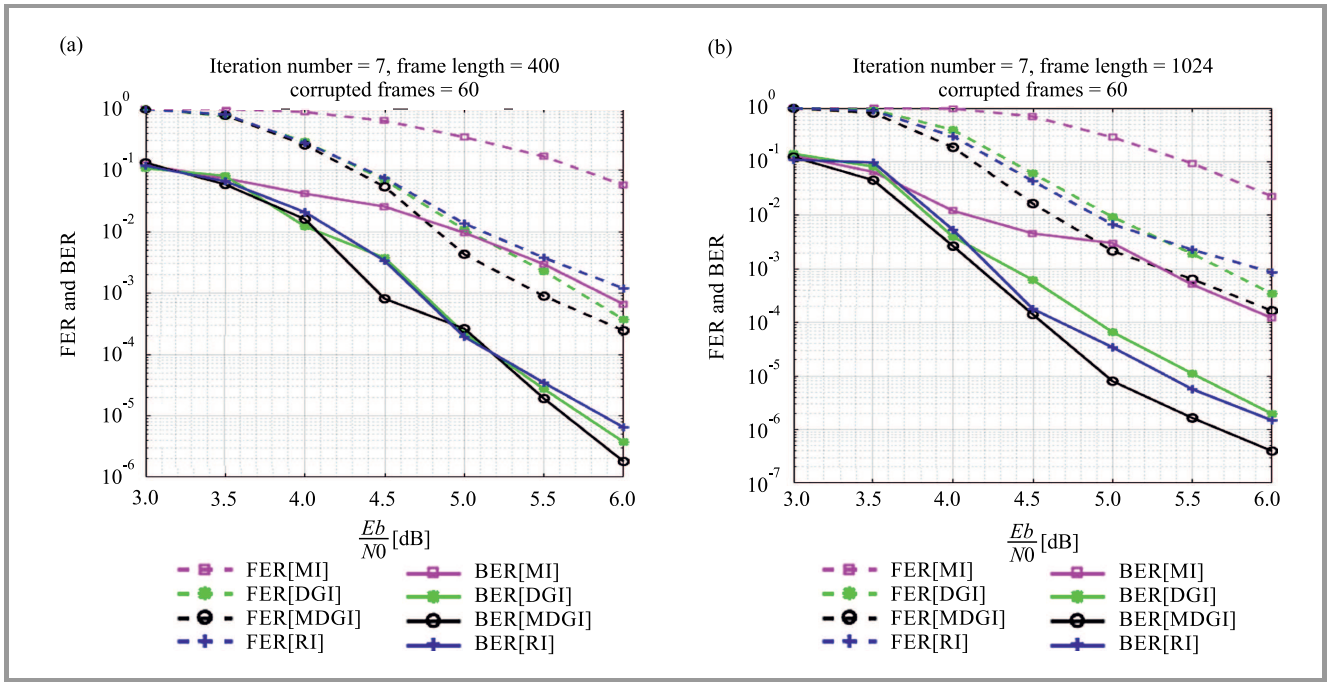 (a)
Iteration number = 7, frame length = 400
corrupted frames = 60
10^0
10^-1
10^-2
10^-3
10^-4
10^-5
10^-6
FER and BER
3.0 3.5 4.0 4.5 5.0 5.5 6.0
Eb/N0 [dB]
FER[MI]
FER[DGI]
FER[MDGI]
FER[RI]
BER[MI]
BER[DGI]
BER[MDGI]
BER[RI]
(b)
Iteration number = 7, frame length = 1024
corrupted frames = 60
10^0
10^-1
10^-2
10^-3
10^-4
10^-5
10^-6
10^-7
FER and BER
3.0 3.5 4.0 4.5 5.0 5.5 6.0
Eb/N0 [dB]
FER[MI]
FER[DGI]
FER[MDGI]
FER[RI]
BER[MI]
BER[DGI]
BER[MDGI]
BER[RI]